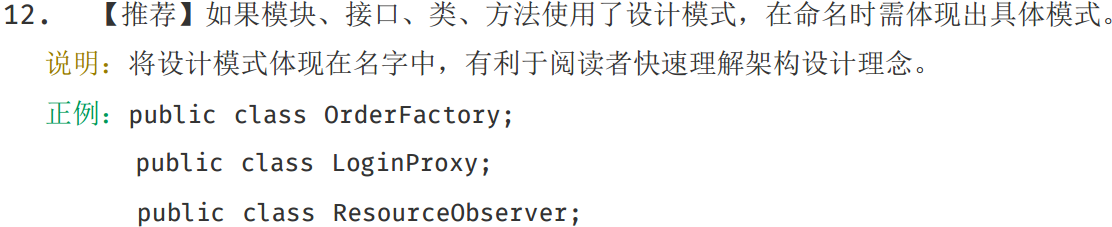 12. 【推荐】如果模块、接口、类、方法使用了设计模式，在命名时需体现出具体模式。
说明：将设计模式体现在名字中，有利于阅读者快速理解架构设计理念。
正例：public class OrderFactory;
public class LoginProxy;
public class ResourceObserver;